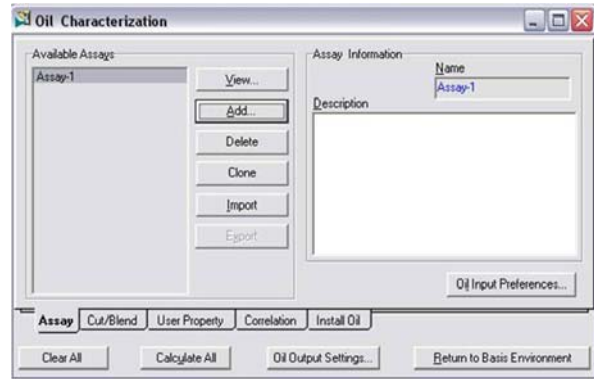 Oil Characterization
Available Assays
Assay-1
View...
Add...
Delete
Clone
Import
Export
Assay Information
Name
Assay-1
Description
Oil Input Preferences...
Assay
Cut/Blend
User Property
Correlation
Install Oil
Clear All
Calculate All
Oil Output Settings...
Return to Basis Environment